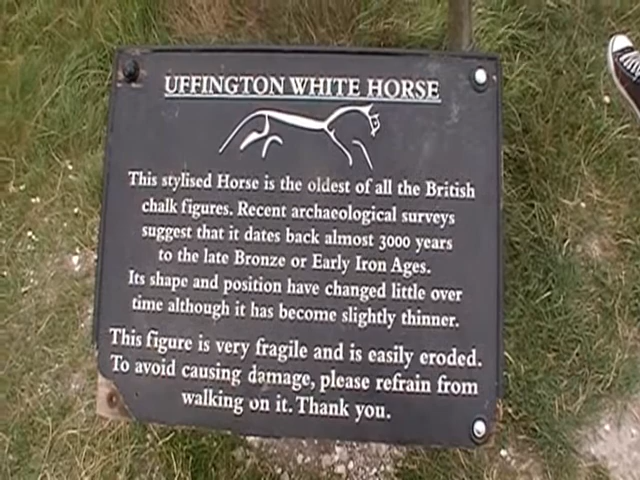 UFFINGTON WHITE HORSE
This stylised Horse is the oldest of all the British
chalk figures. Recent archaeological surveys
suggest that it dates back almost 3000 years
to the late Bronze or Early Iron Ages.
Its shape and position have changed little over
time although it has become slightly thinner.
This figure is very fragile and is easily eroded.
To avoid causing damage, please refrain from
walking on it. Thank you.